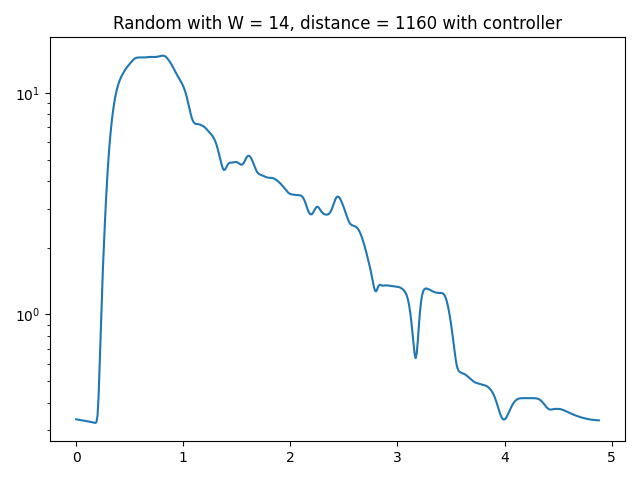 Random with W = 14, distance = 1160 with controller
10¹
10⁰
0 1 2 3 4 5